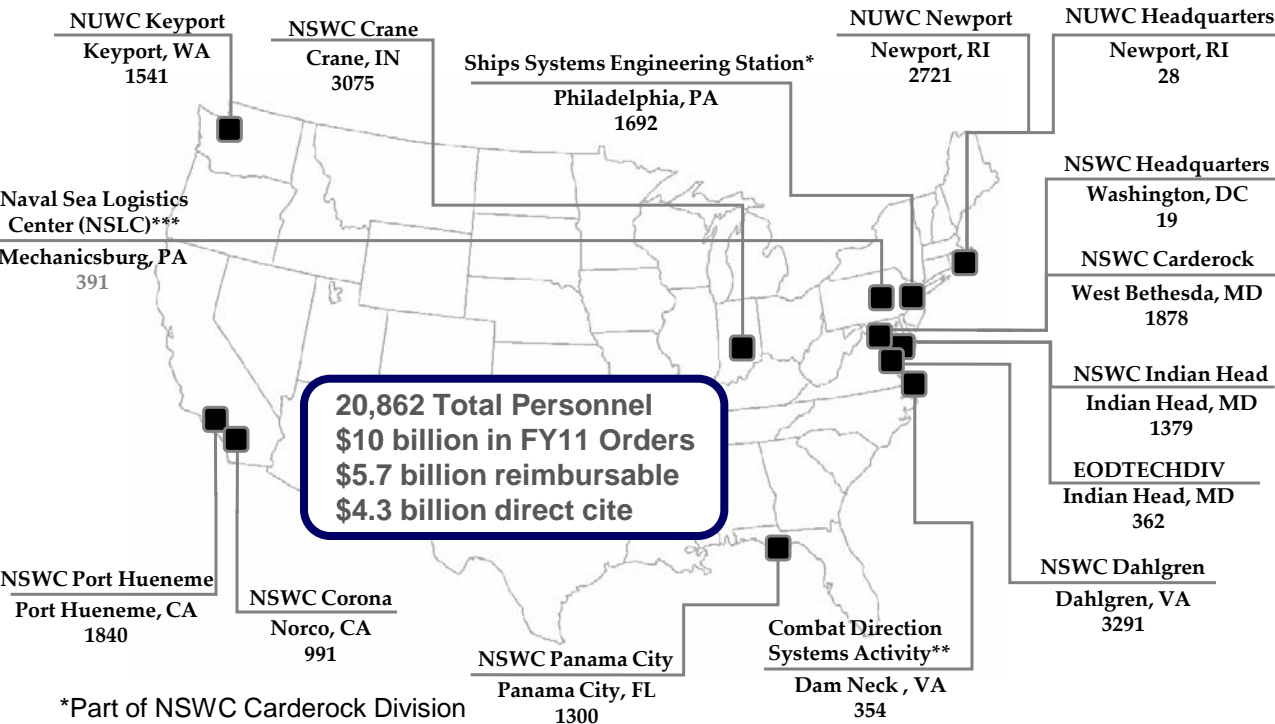 NUWC Keyport
Keyport, WA
1541
NSWC Crane
Crane, IN
3075
Ships Systems Engineering Station*
Philadelphia, PA
1692
NUWC Newport
Newport, RI
2721
NUWC Headquarters
Newport, RI
28
Naval Sea Logistics
Center (NSLC)***
Mechanicsburg, PA
391
NSWC Headquarters
Washington, DC
19
NSWC Carderock
West Bethesda, MD
1878
NSWC Indian Head
Indian Head, MD
1379
EODTECHDIV
Indian Head, MD
362
NSWC Dahlgren
Dahlgren, VA
3291
20,862 Total Personnel
$10 billion in FY11 Orders
$5.7 billion reimbursable
$4.3 billion direct cite
NSWC Port Hueneme
Port Hueneme, CA
1840
NSWC Corona
Norco, CA
991
NSWC Panama City
Panama City, FL
1300
Combat Direction
Systems Activity**
Dam Neck , VA
354
*Part of NSWC Carderock Division